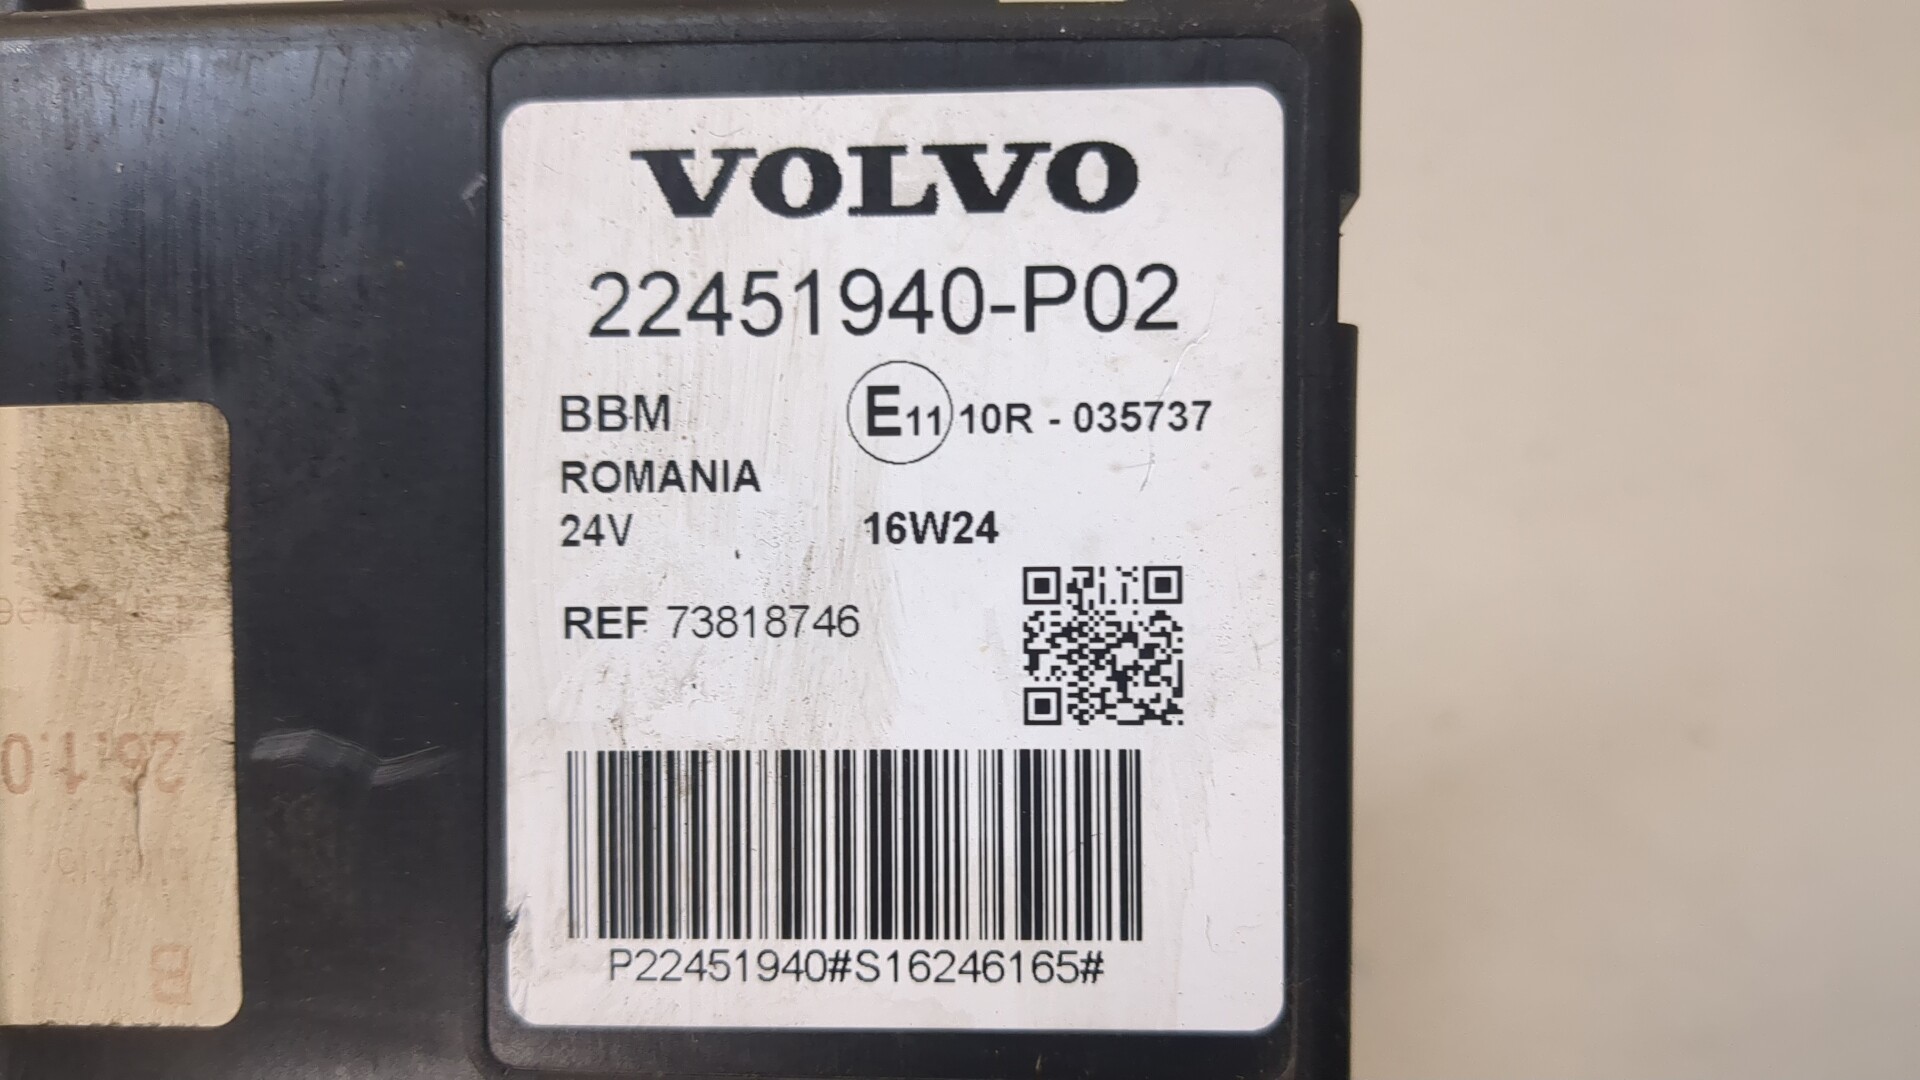 VOLVO
22451940-P02
BBM E11 10R - 035737
ROMANIA
24V 16W24
REF 73818746
P22451940#S16246165#